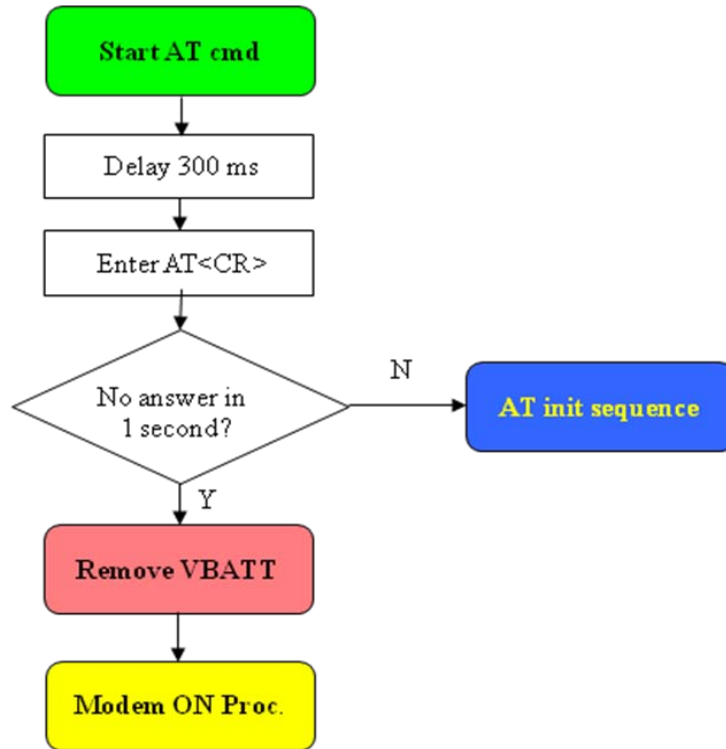 Start AT cmd
Delay 300 ms
Enter AT<CR>
No answer in
1 second?
N
AT init sequence
Y
Remove VBATT
Modem ON Proc.